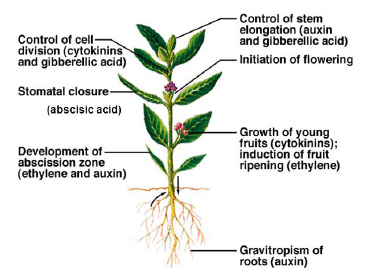 Control of stem
elongation (auxin
and gibberellic acid)
Control of cell
division (cytokinins
and gibberellic acid)
Initiation of flowering
Stomatal closure
(abscisic acid)
Growth of young
fruits (cytokinins);
induction of fruit
ripening (ethylene)
Development of
abscission zone
(ethylene and auxin)
Gravitropism of
roots (auxin)